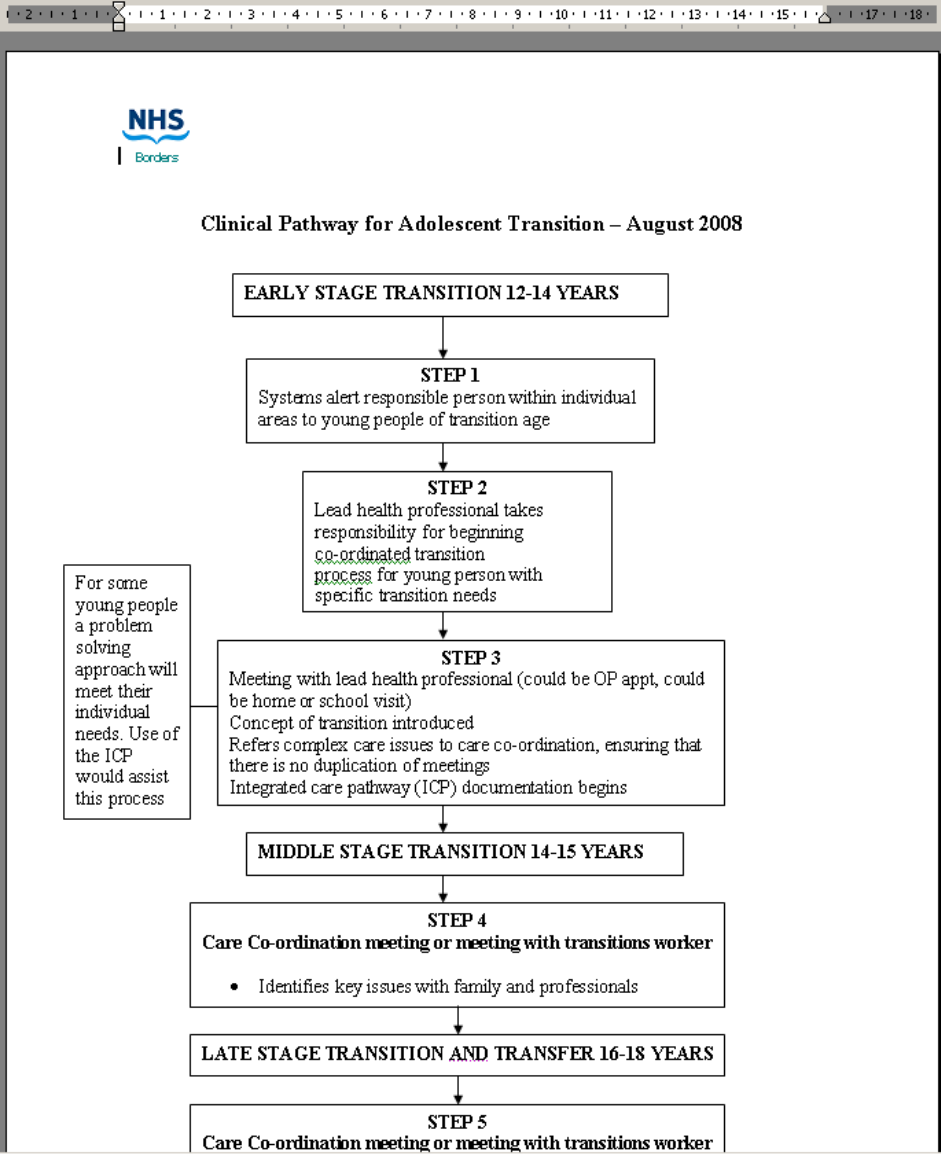 2 1 1 2 3 4 5 6 7 8 9 10 11 12 13 14 15 17 18
NHS
Borders
Clinical Pathway for Adolescent Transition – August 2008
EARLY STAGE TRANSITION 12-14 YEARS
STEP 1
Systems alert responsible person within individual
areas to young people of transition age
STEP 2
Lead health professional takes
responsibility for beginning
co-ordinated transition
process for young person with
specific transition needs
For some
young people
a problem
solving
approach will
meet their
individual
needs. Use of
the ICP
would assist
this process
STEP 3
Meeting with lead health professional (could be OP appt, could
be home or school visit)
Concept of transition introduced
Refers complex care issues to care co-ordination, ensuring that
there is no duplication of meetings
Integrated care pathway (ICP) documentation begins
MIDDLE STAGE TRANSITION 14-15 YEARS
STEP 4
Care Co-ordination meeting or meeting with transitions worker
• Identifies key issues with family and professionals
LATE STAGE TRANSITION AND TRANSFER 16-18 YEARS
STEP 5
Care Co-ordination meeting or meeting with transitions worker